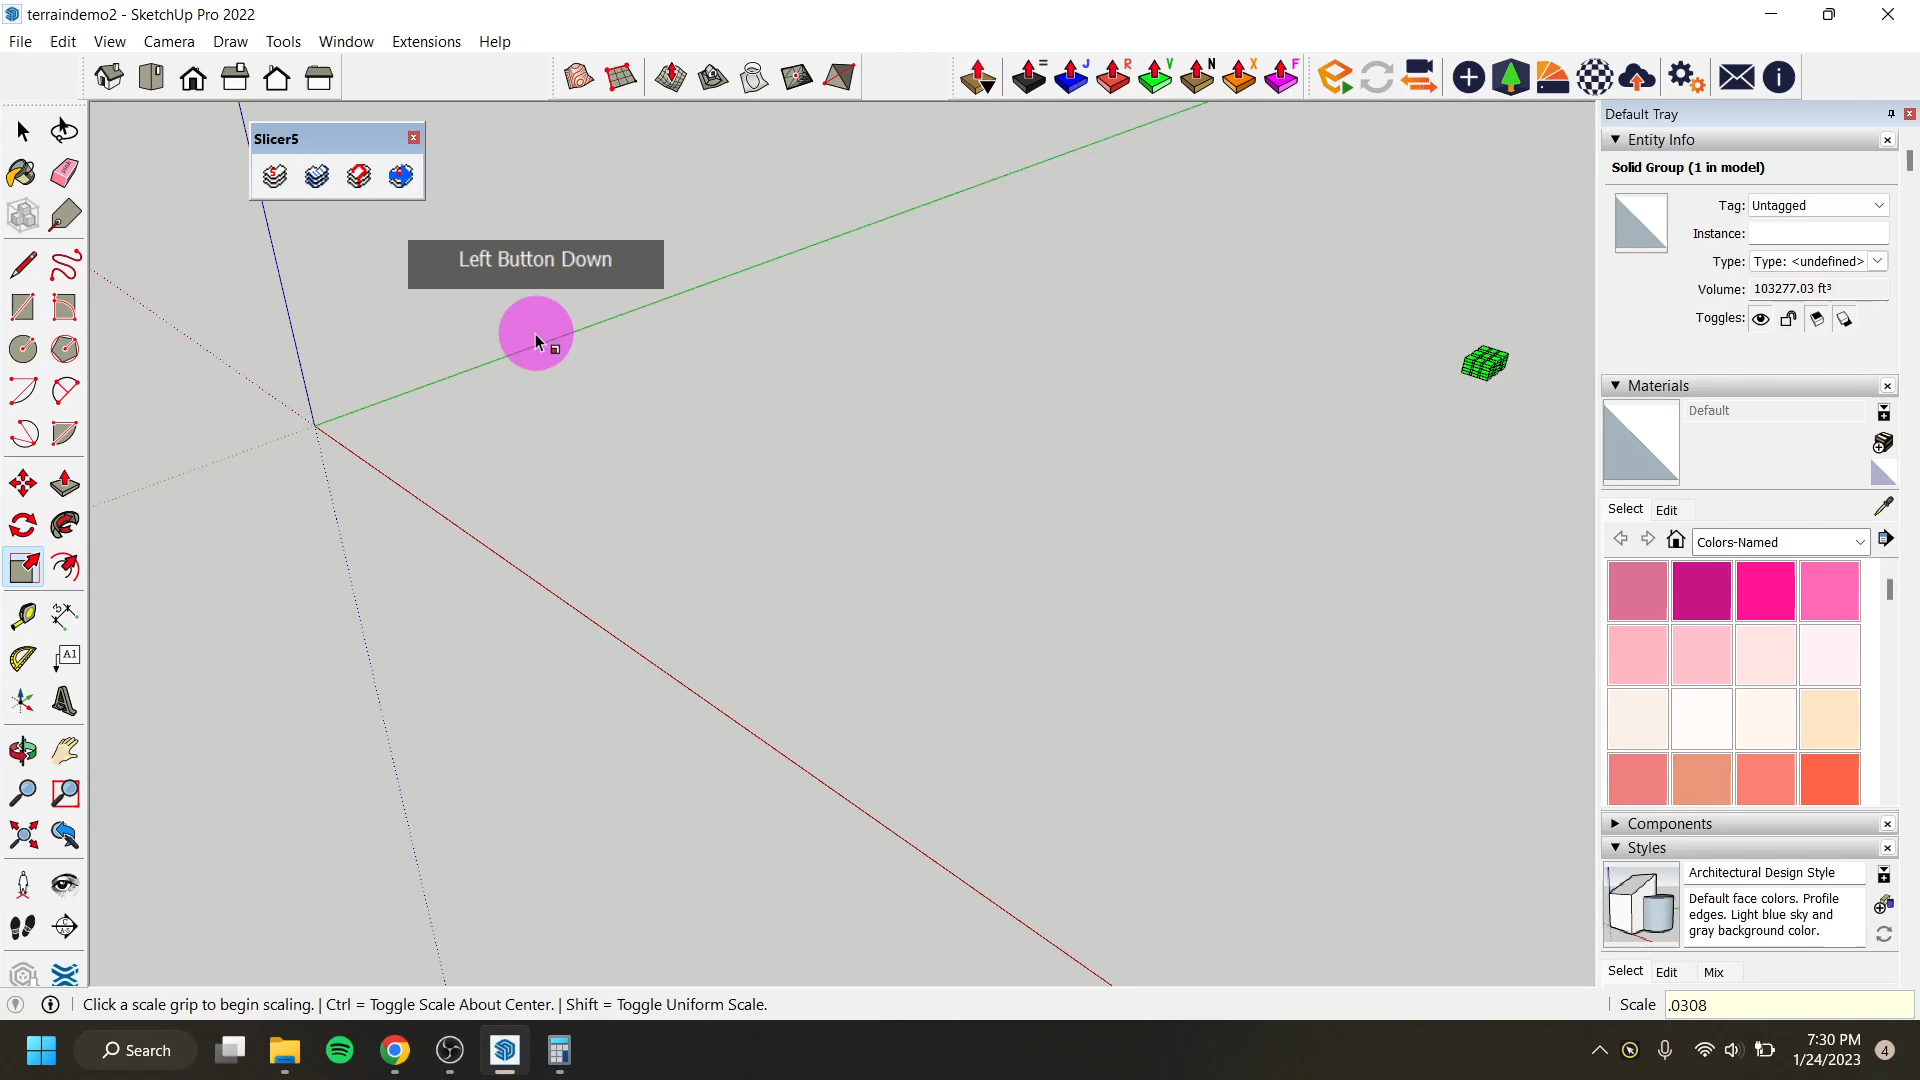 terraindemo2 - SketchUp Pro 2022
File Edit View Camera Draw Tools Window Extensions Help
= J R V N X F
Default Tray
Slicer5
Entity Info
Solid Group (1 in model)
Tag: Untagged
Instance:
Type: Type: <undefined>
Volume: 103277.03 ft³
Toggles:
Left Button Down
Materials
Default
Select Edit
Colors-Named
A1
Components
Styles
Architectural Design Style
Default face colors. Profile
edges. Light blue sky and
gray background color.
Select Edit Mix
Click a scale grip to begin scaling. | Ctrl = Toggle Scale About Center. | Shift = Toggle Uniform Scale.
Scale .0308
Search
7:30 PM
1/24/2023
4